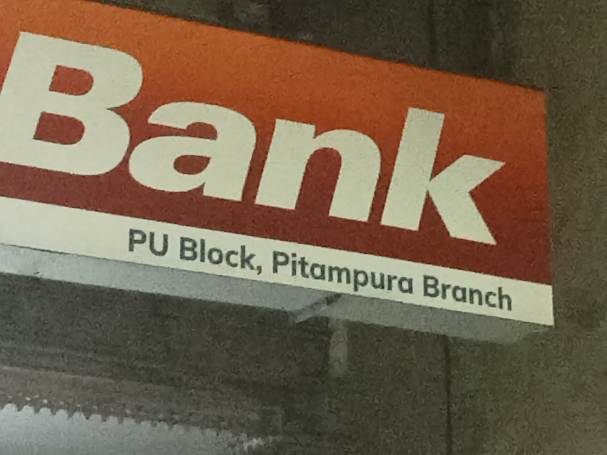 Bank
PU Block, Pitampura Branch